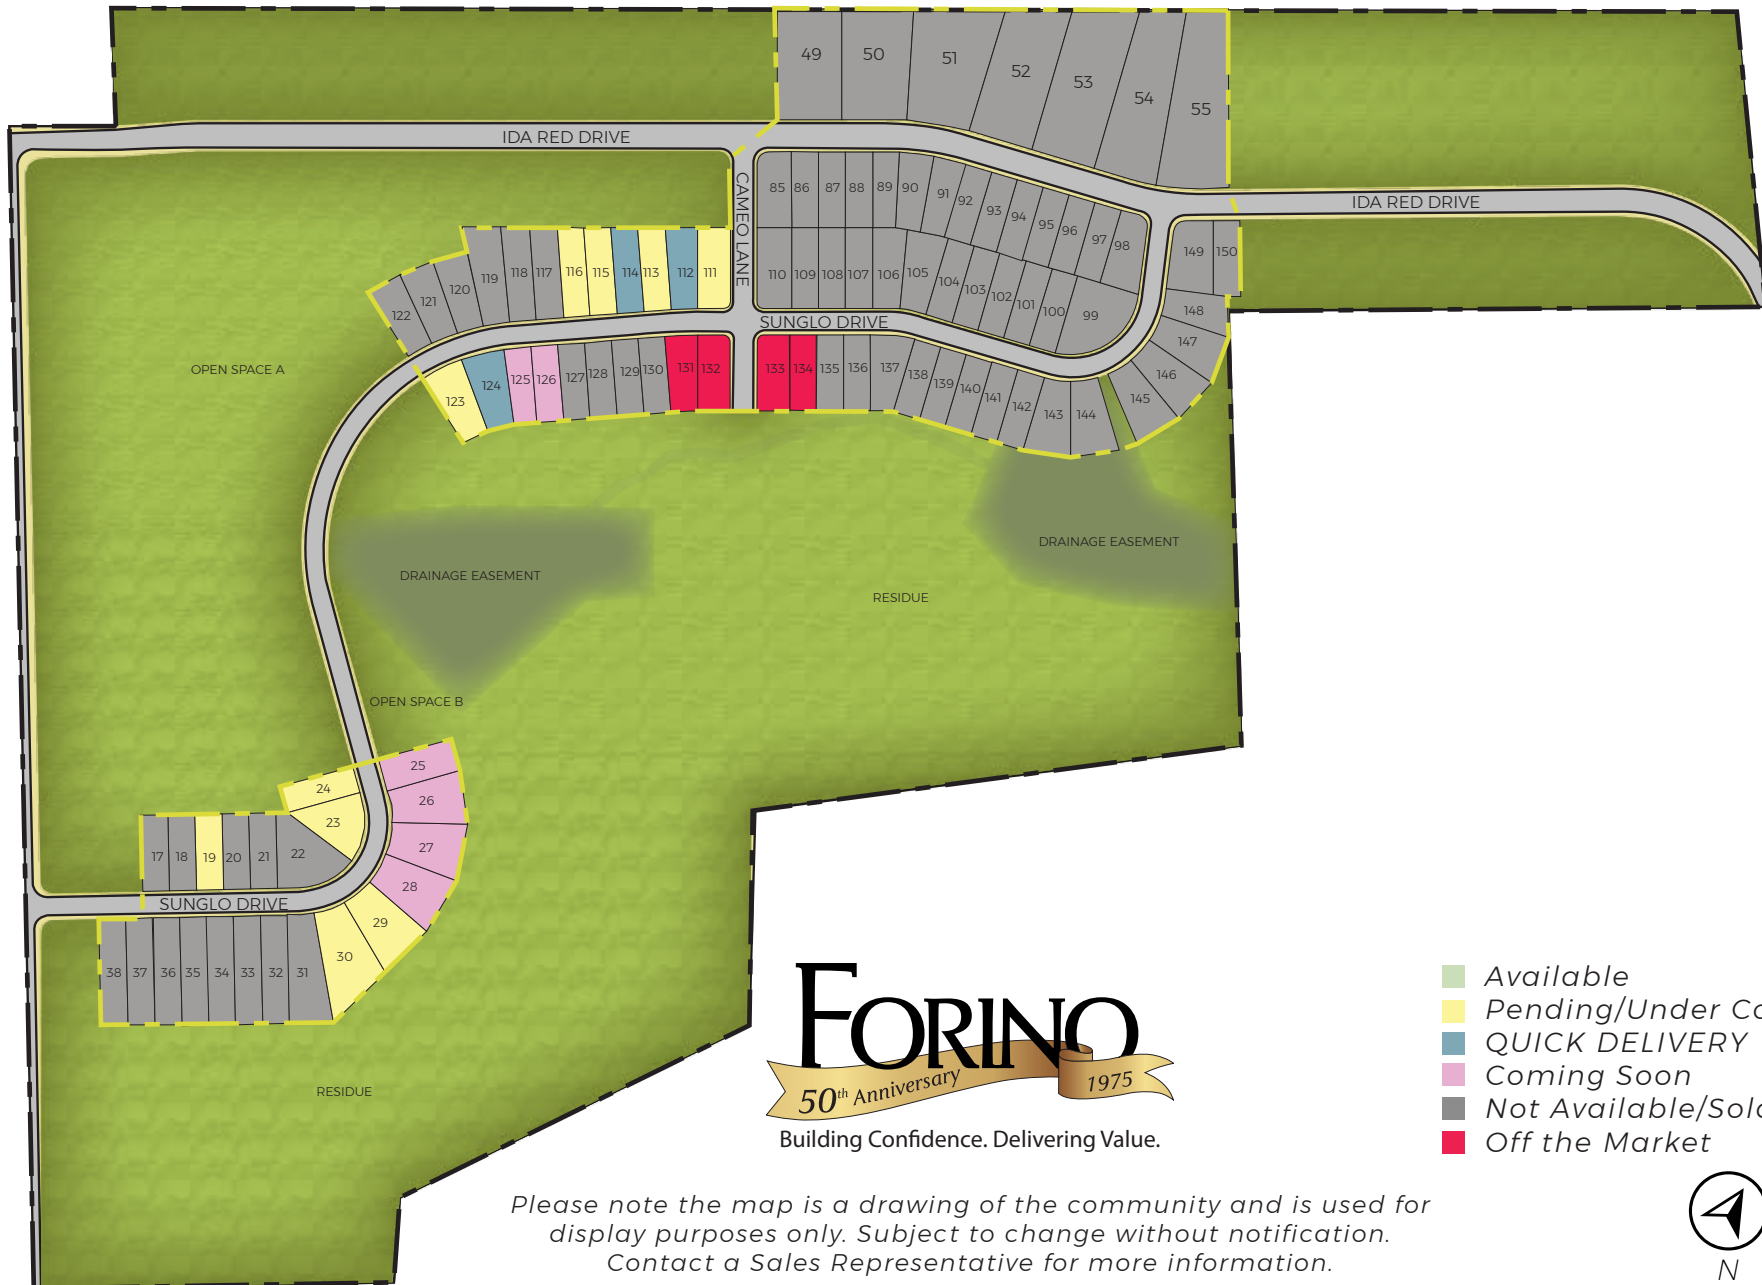 49 50 51 52 53 54 55
IDA RED DRIVE
CAMEO LANE
85 86 87 88 89 90 91 92 93 94 95 96 97 98
IDA RED DRIVE
122 121 120 119 118 117 116 115 114 113 112 111
110 109 108 107 106 105 104 103 102 101 100 99
149 150
148
147
146
145
SUNGLO DRIVE
OPEN SPACE A
123 124 125 126 127 128 129 130 131 132
133 134 135 136 137 138 139 140 141 142 143 144
DRAINAGE EASEMENT
DRAINAGE EASEMENT
RESIDUE
OPEN SPACE B
25
26
27
28
29
30
24
23
17 18 19 20 21 22
SUNGLO DRIVE
38 37 36 35 34 33 32 31
RESIDUE
FORINO
50th Anniversary 1975
Building Confidence. Delivering Value.
Available
Pending/Under Co
QUICK DELIVERY
Coming Soon
Not Available/Sold
Off the Market
Please note the map is a drawing of the community and is used for
display purposes only. Subject to change without notification.
Contact a Sales Representative for more information.
N